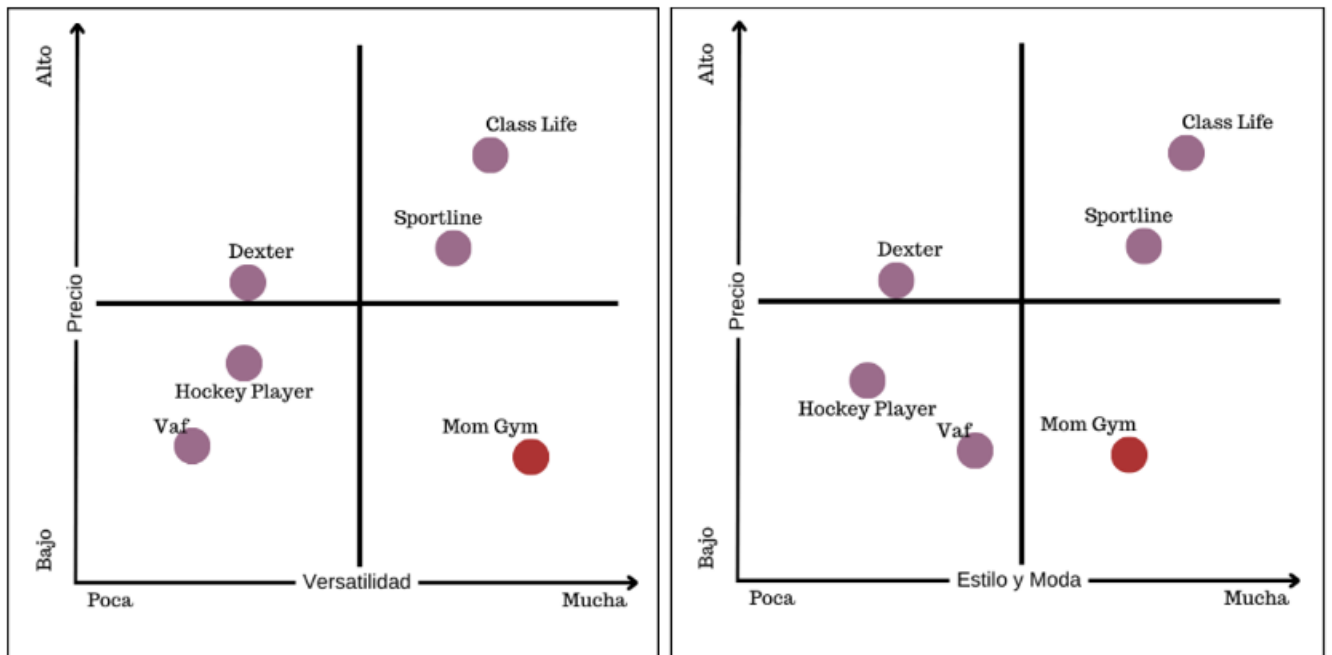 Alto
Class Life
Sportline
Dexter
Precio
Hockey Player
Vaf
Mom Gym
Bajo
Versatilidad
Poca
Mucha
Alto
Class Life
Sportline
Dexter
Precio
Hockey Player
Vaf
Mom Gym
Bajo
Estilo y Moda
Poca
Mucha